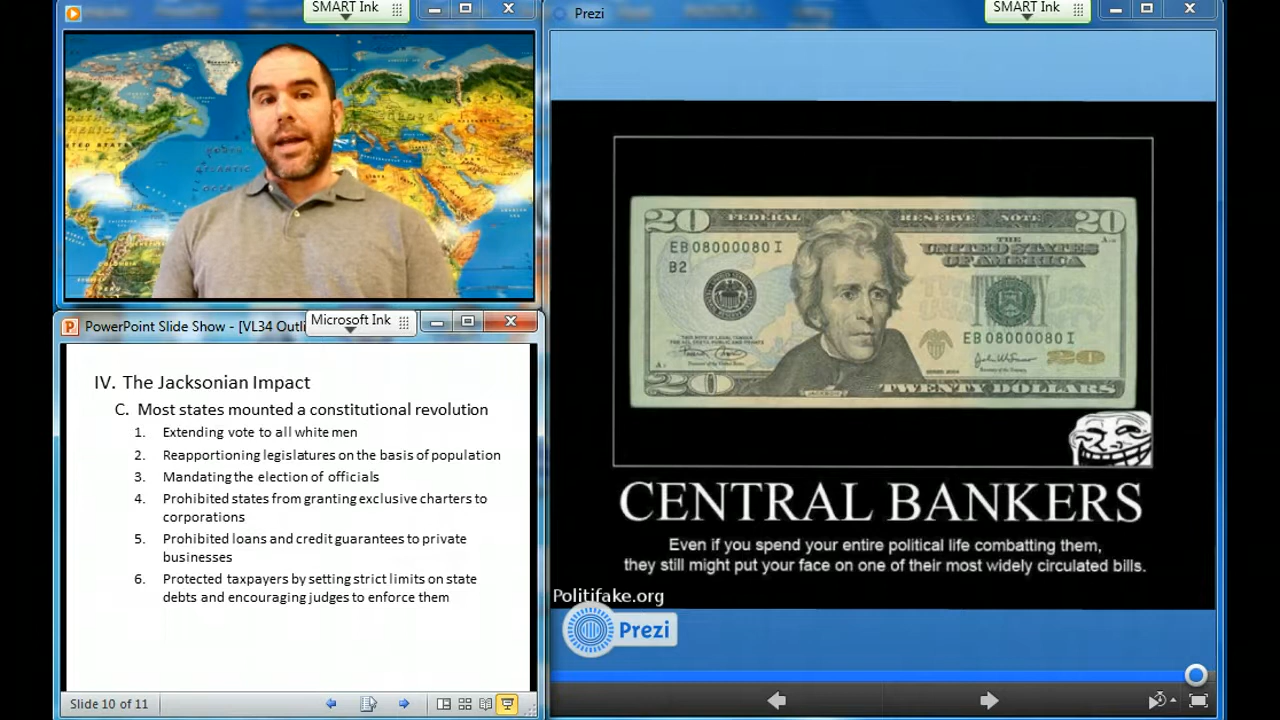 SMART Ink
SMART Ink
Prezi
Microsoft Ink
PowerPoint Slide Show - [VL34 Outli
IV. The Jacksonian Impact
C. Most states mounted a constitutional revolution
1. Extending vote to all white men
2. Reapportioning legislatures on the basis of population
3. Mandating the election of officials
4. Prohibited states from granting exclusive charters to
corporations
5. Prohibited loans and credit guarantees to private
businesses
6. Protected taxpayers by setting strict limits on state
debts and encouraging judges to enforce them
Slide 10 of 11
20 FEDERAL RESERVE NOTE 20
THE
UNITED STATES
OF AMERICA
EB 08000080 I
B2
EB 08000080 I
20 TWENTY DOLLARS
20
CENTRAL BANKERS
Even if you spend your entire political life combatting them,
they still might put your face on one of their most widely circulated bills.
Politifake.org
Prezi